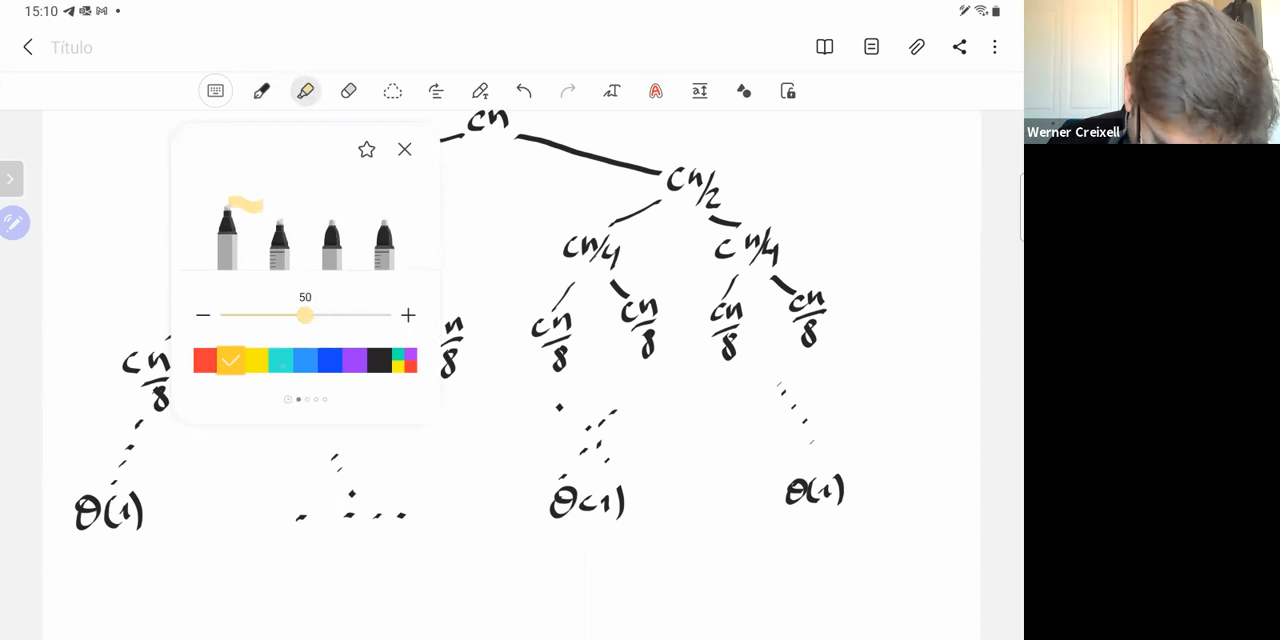 15:10
Título
cn
cn/2
cn/4 cn/4
50
cn/8 n/8 cn/8 cn/8 cn/8 cn/8
θ(1) θ(1) θ(1)
Werner Creixell